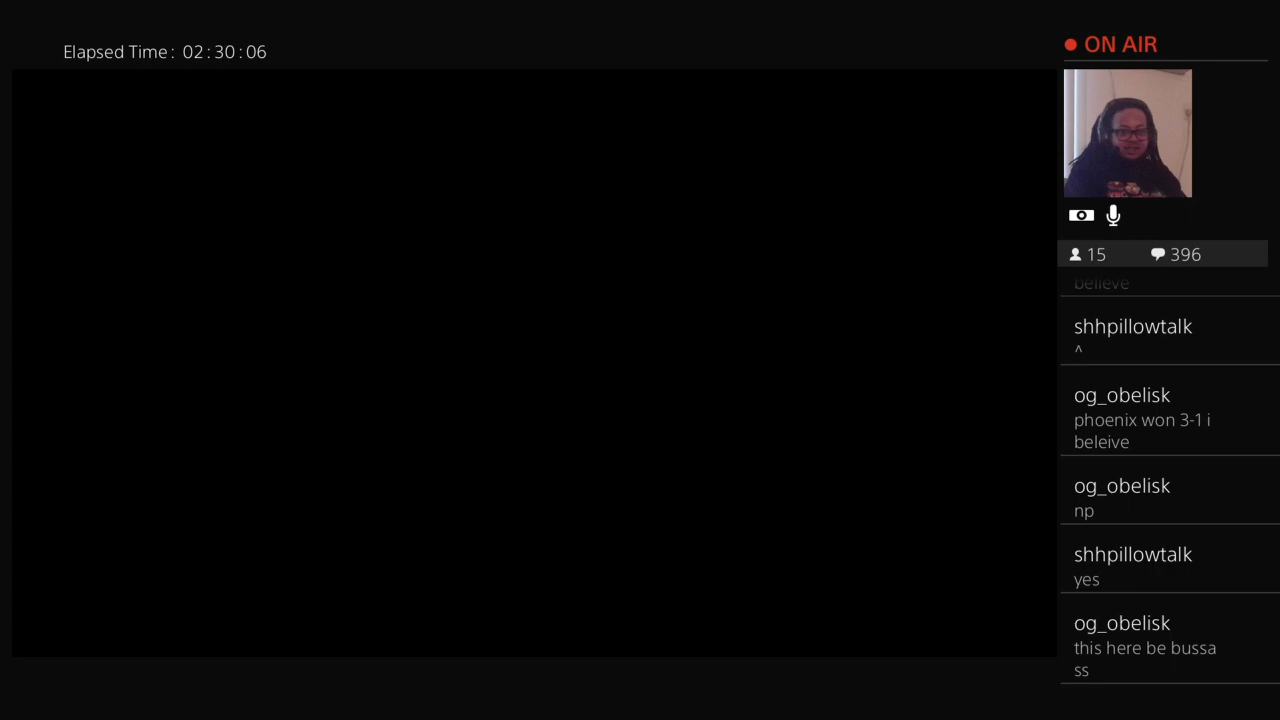 Elapsed Time: 02:30:06
ON AIR
15 396
believe
shhpillowtalk
^
og_obelisk
phoenix won 3-1 i
beleive
og_obelisk
np
shhpillowtalk
yes
og_obelisk
this here be bussa
ss